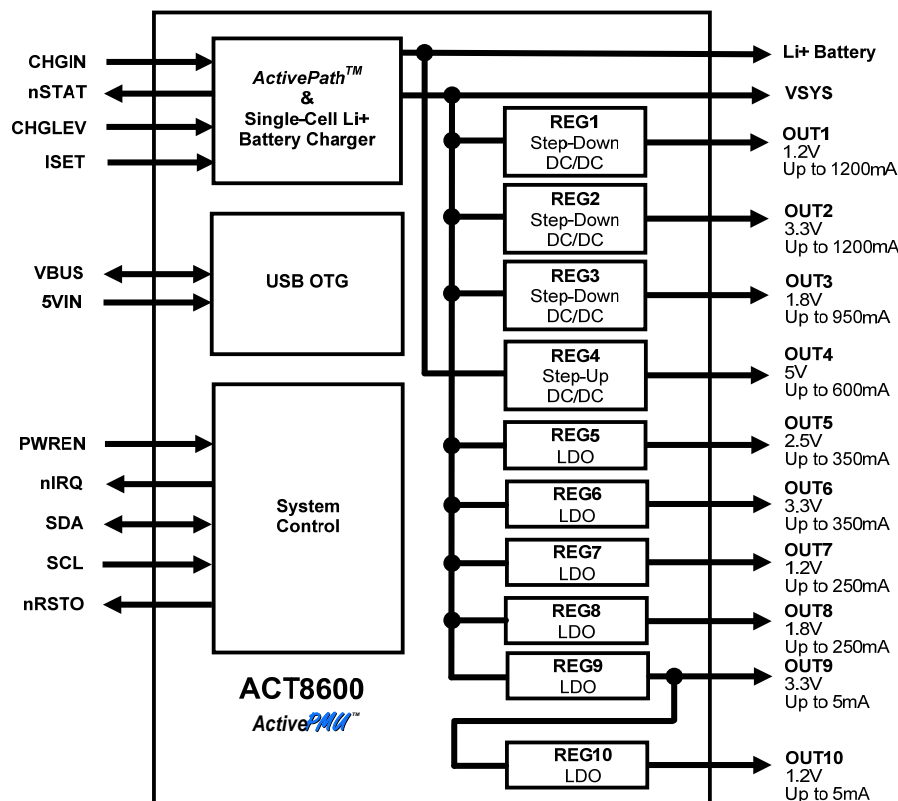 CHGIN
nSTAT
CHGLEV
ISET
ActivePath™
&
Single-Cell Li+
Battery Charger
Li+ Battery
VSYS
REG1
Step-Down
DC/DC
OUT1
1.2V
Up to 1200mA
REG2
Step-Down
DC/DC
OUT2
3.3V
Up to 1200mA
VBUS
5VIN
USB OTG
REG3
Step-Down
DC/DC
OUT3
1.8V
Up to 950mA
REG4
Step-Up
DC/DC
OUT4
5V
Up to 600mA
PWREN
nIRQ
SDA
SCL
nRSTO
System
Control
REG5
LDO
OUT5
2.5V
Up to 350mA
REG6
LDO
OUT6
3.3V
Up to 350mA
REG7
LDO
OUT7
1.2V
Up to 250mA
REG8
LDO
OUT8
1.8V
Up to 250mA
REG9
LDO
OUT9
3.3V
Up to 5mA
ACT8600
ActivePMU™
REG10
LDO
OUT10
1.2V
Up to 5mA